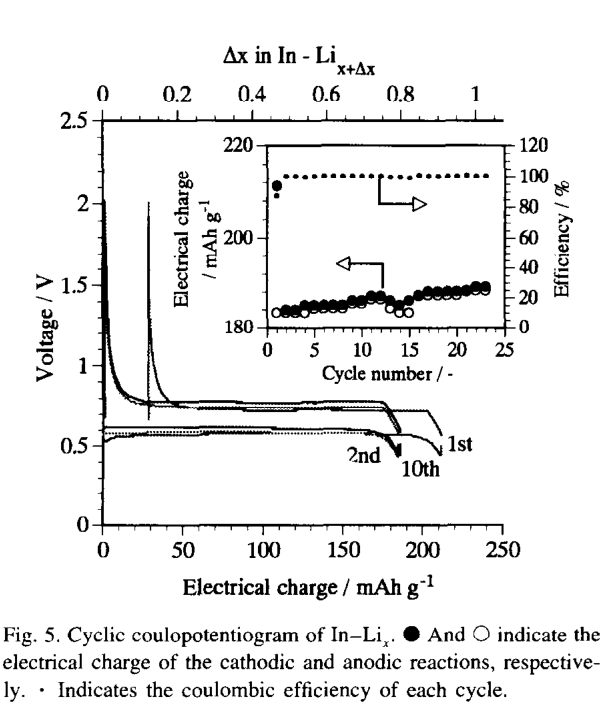 Δx in In - Li x+Δx
0 0.2 0.4 0.6 0.8 1
2.5
2
1.5
1
0.5
0
Voltage / V
220
200
180
Electrical charge
/ mAh g-1
120
100
80
60
40
20
0
Efficiency / %
0 5 10 15 20 25
Cycle number / -
1st
2nd
10th
0 50 100 150 200 250
Electrical charge / mAh g-1
Fig. 5. Cyclic coulopotentiogram of In–Lix. ● And ○ indicate the
electrical charge of the cathodic and anodic reactions, respective-
ly. · Indicates the coulombic efficiency of each cycle.